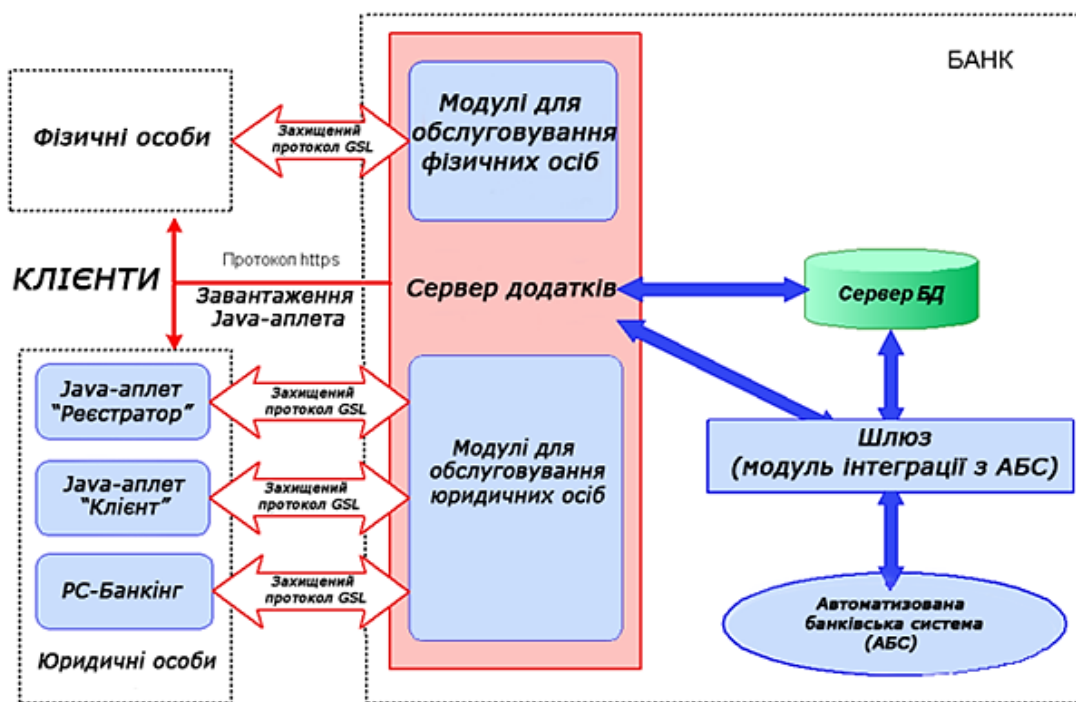 БАНК
Модулі для
обслуговування
фізичних осіб
Фізичні особи
Захищений
протокол GSL
КЛІЄНТИ
Протокол https
Завантаження
Java-аплета
Сервер додатків
Сервер БД
Java-аплет
"Реєстратор"
Захищений
протокол GSL
Java-аплет
"Клієнт"
Захищений
протокол GSL
PC-Банкінг
Захищений
протокол GSL
Юридичні особи
Модулі для
обслуговування
юридичних осіб
Шлюз
(модуль інтеграції з АБС)
Автоматизована
банківська система
(АБС)